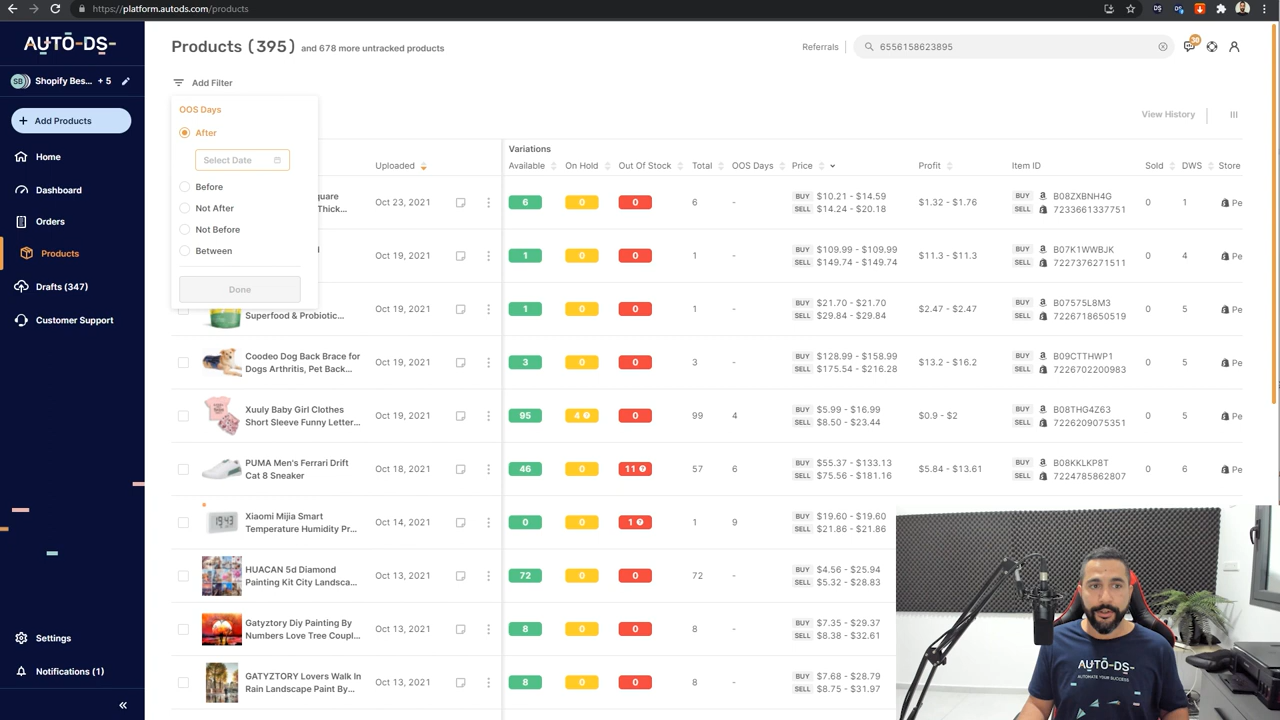 https://platform.autods.com/products
AUTO-DS-
SB Shopify Bes... + 5
+ Add Products
Home
Dashboard
Orders
Products
Drafts (347)
Customer Support
Settings
Notifications (1)
Products (395) and 678 more untracked products
Referrals
6556158623895
30
Add Filter
OOS Days
After
Select Date
Before
Not After
Not Before
Between
Done
View History
Variations
Uploaded Available On Hold Out Of Stock Total OOS Days Price Profit Item ID Sold DWS Store
quare
Thick...
Oct 23, 2021 6 0 0 6 - BUY $10.21 - $14.59 $1.32 - $1.76 BUY B08ZXBNH4G 0 1 Pe
SELL $14.24 - $20.18 SELL 7233661337751
Oct 19, 2021 1 0 0 1 - BUY $109.99 - $109.99 $11.3 - $11.3 BUY B07K1WWBJK 0 4 Pe
SELL $149.74 - $149.74 SELL 7227376271511
Superfood & Probiotic...
Oct 19, 2021 1 0 0 1 - BUY $21.70 - $21.70 $2.47 - $2.47 BUY B07575L8M3 0 5 Pe
SELL $29.84 - $29.84 SELL 7226718650519
Coodeo Dog Back Brace for
Dogs Arthritis, Pet Back...
Oct 19, 2021 3 0 0 3 - BUY $128.99 - $158.99 $13.2 - $16.2 BUY B09CTTHWP1 0 5 Pe
SELL $175.54 - $216.28 SELL 7226702200983
Xuuly Baby Girl Clothes
Short Sleeve Funny Letter...
Oct 19, 2021 95 4 0 99 4 BUY $5.99 - $16.99 $0.9 - $2 BUY B08THG4Z63 0 5 Pe
SELL $8.50 - $23.44 SELL 7226209075351
PUMA Men's Ferrari Drift
Cat 8 Sneaker
Oct 18, 2021 46 0 11 57 6 BUY $55.37 - $133.13 $5.84 - $13.61 BUY B08KKLKP8T 0 6 Pe
SELL $75.56 - $181.16 SELL 7224785862807
Xiaomi Mijia Smart
Temperature Humidity Pr...
Oct 14, 2021 0 0 1 1 9 BUY $19.60 - $19.60
SELL $21.86 - $21.86
HUACAN 5d Diamond
Painting Kit City Landsca...
Oct 13, 2021 72 0 0 72 - BUY $4.56 - $25.94
SELL $5.32 - $28.83
Gatyztory Diy Painting By
Numbers Love Tree Coupl...
Oct 13, 2021 8 0 0 8 - BUY $7.35 - $29.37
SELL $8.38 - $32.61
GATYZTORY Lovers Walk In
Rain Landscape Paint By...
Oct 13, 2021 8 0 0 8 - BUY $7.68 - $28.79
SELL $8.75 - $31.97
AUTO-DS-
AUTOMATE YOUR SUCCESS